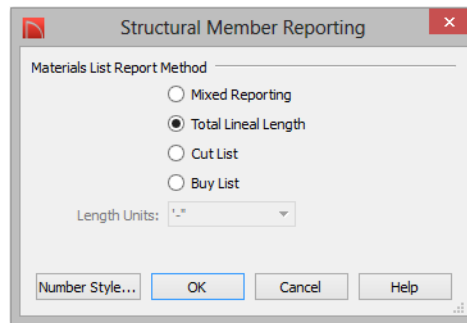 Structural Member Reporting
Materials List Report Method
Mixed Reporting
Total Lineal Length
Cut List
Buy List
Length Units: '-"
Number Style... OK Cancel Help